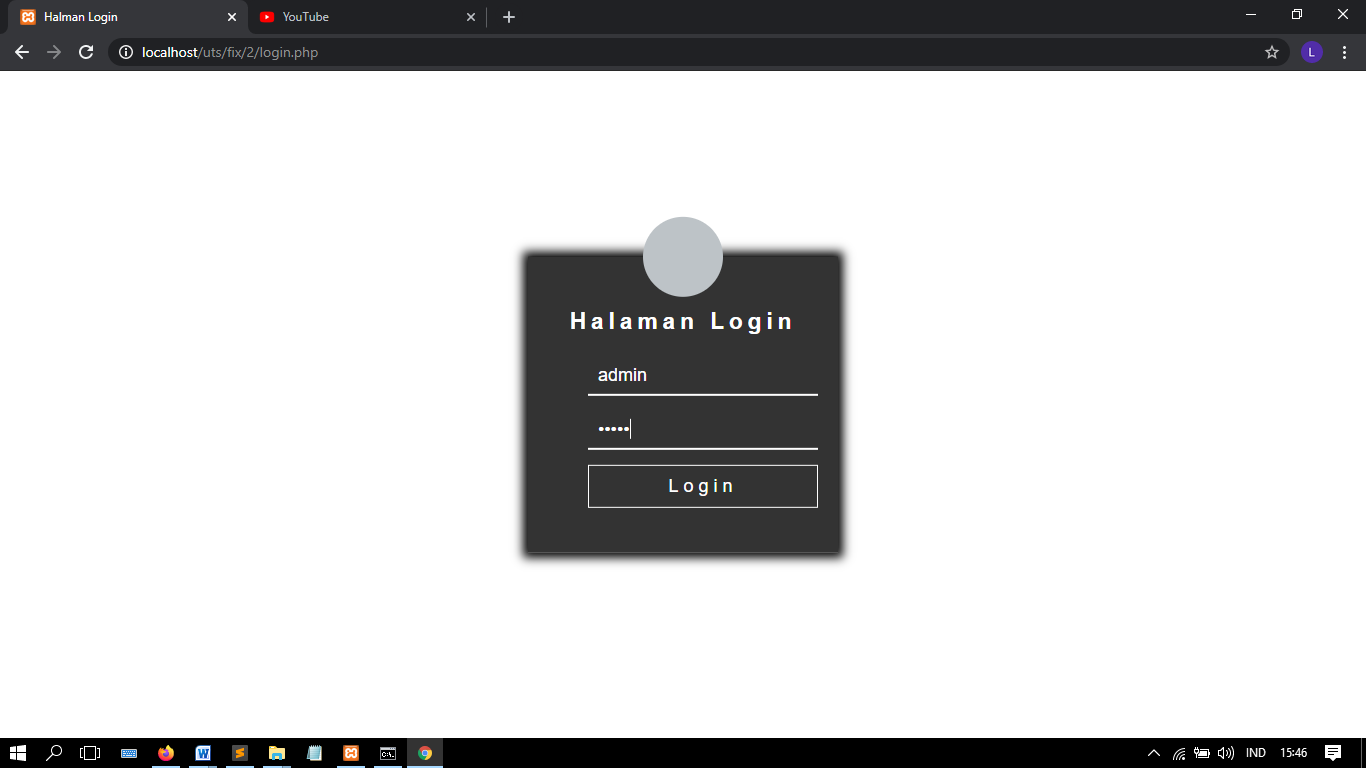 Halman Login
YouTube
localhost/uts/fix/2/login.php
L
Halaman Login
admin
•••••
Login
IND
15:46